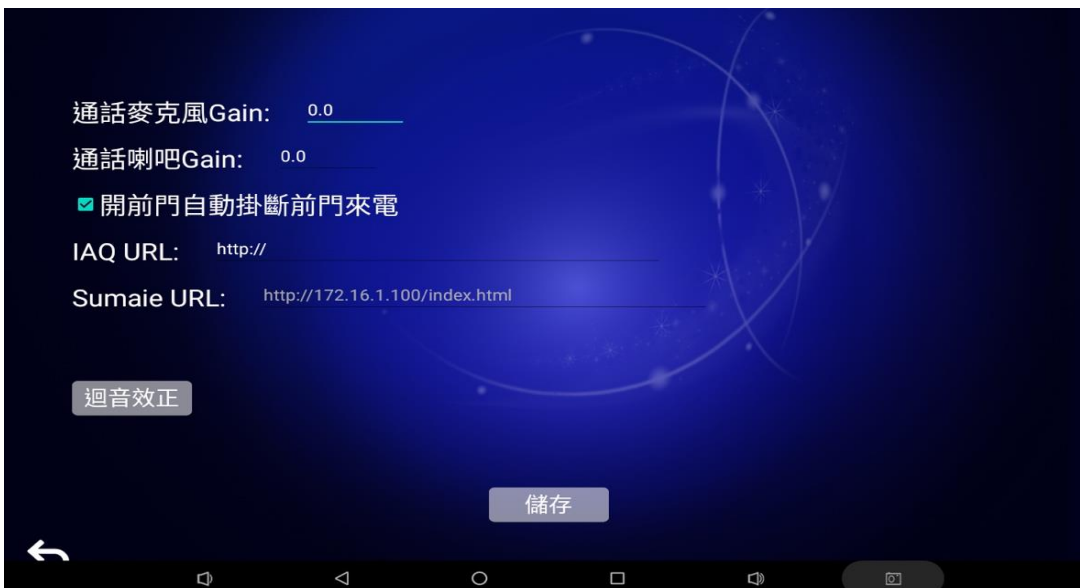 通話麥克風Gain: 0.0
通話喇吧Gain: 0.0
開前門自動掛斷前門來電
IAQ URL: http://
Sumaie URL: http://172.16.1.100/index.html
迴音效正
儲存